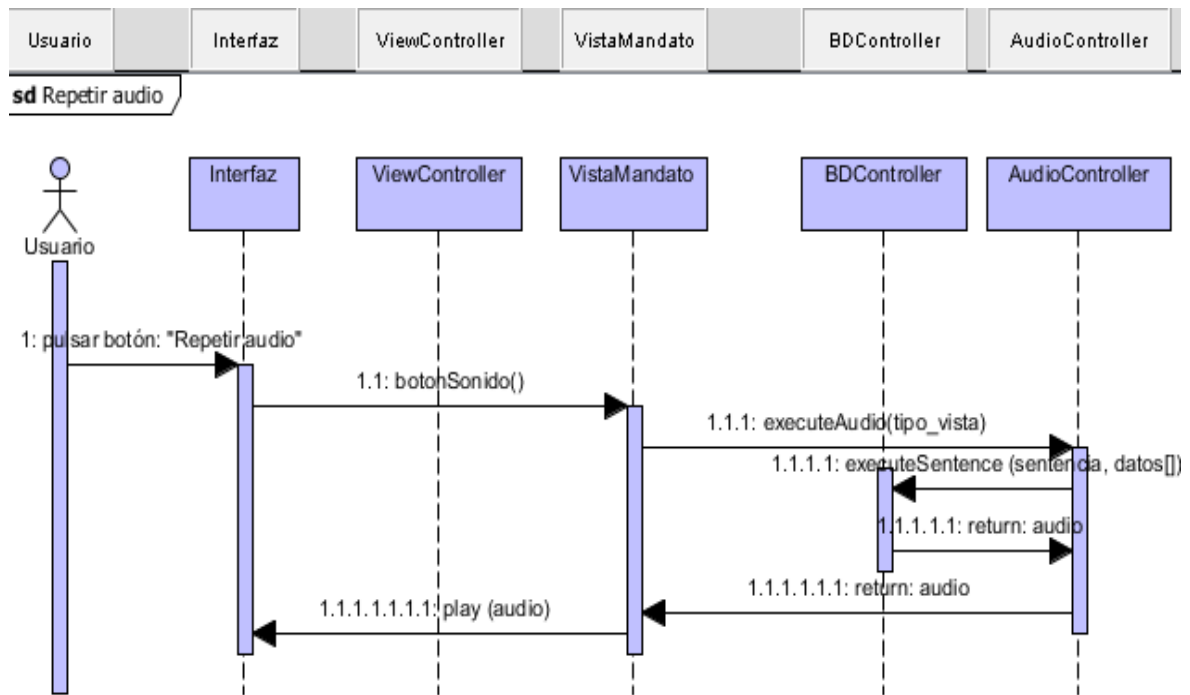 Usuario
Interfaz
ViewController
VistaMandato
BDController
AudioController
sd Repetir audio
Interfaz
ViewController
VistaMandato
BDController
AudioController
Usuario
1: pulsar botón: "Repetir audio"
1.1: botonSonido()
1.1.1: executeAudio(tipo_vista)
1.1.1.1: executeSentence (sentencia, datos[])
1.1.1.1.1: return: audio
1.1.1.1.1.1: return: audio
1.1.1.1.1.1.1: play (audio)